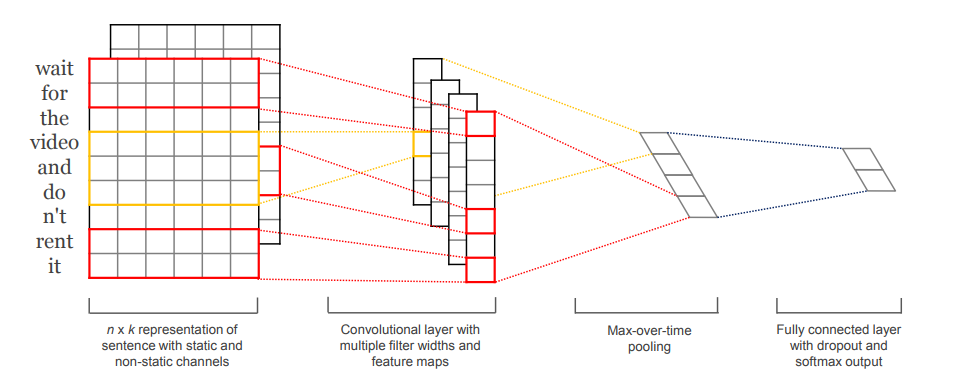 wait
for
the
video
and
do
n't
rent
it
n x k representation of
sentence with static and
non-static channels
Convolutional layer with
multiple filter widths and
feature maps
Max-over-time
pooling
Fully connected layer
with dropout and
softmax output